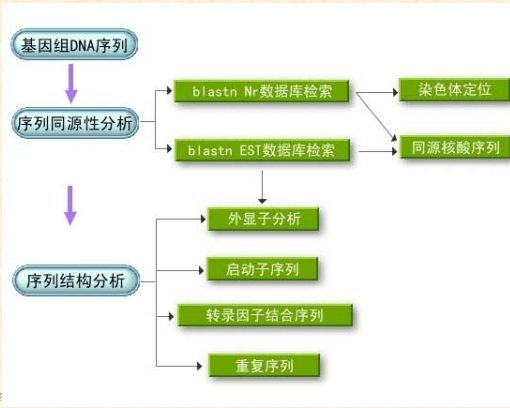 基因组DNA序列
blastn Nr数据库检索
染色体定位
序列同源性分析
blastn EST数据库检索
同源核酸序列
外显子分析
启动子序列
序列结构分析
转录因子结合序列
重复序列